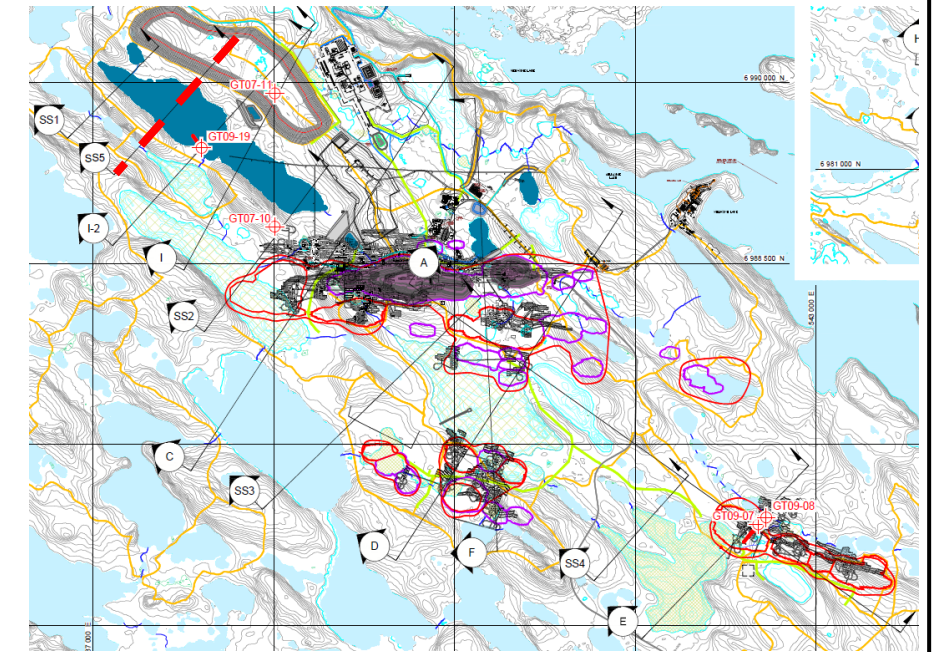 H
GT07-11
6 990 000 N
SS1
GT09-19
SS5
6 981 000 N
GT07-10
I-2
I
A
6 988 500 N
SS2
543 000 E
C
SS3
GT09-08
GT09-07
D
F
SS4
E